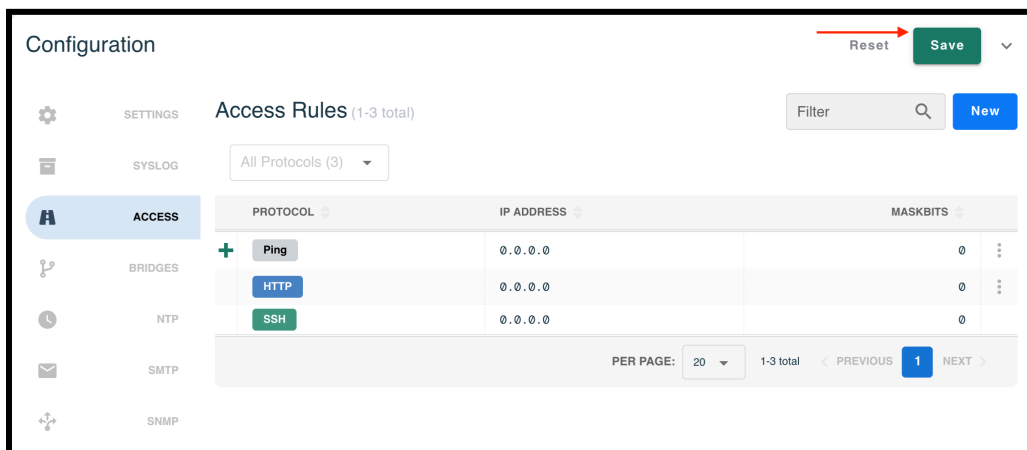 Configuration
Reset Save
SETTINGS
SYSLOG
ACCESS
BRIDGES
NTP
SMTP
SNMP
Access Rules (1-3 total)
Filter New
All Protocols (3)
PROTOCOL IP ADDRESS MASKBITS
Ping 0.0.0.0 0
HTTP 0.0.0.0 0
SSH 0.0.0.0 0
PER PAGE: 20 1-3 total PREVIOUS 1 NEXT